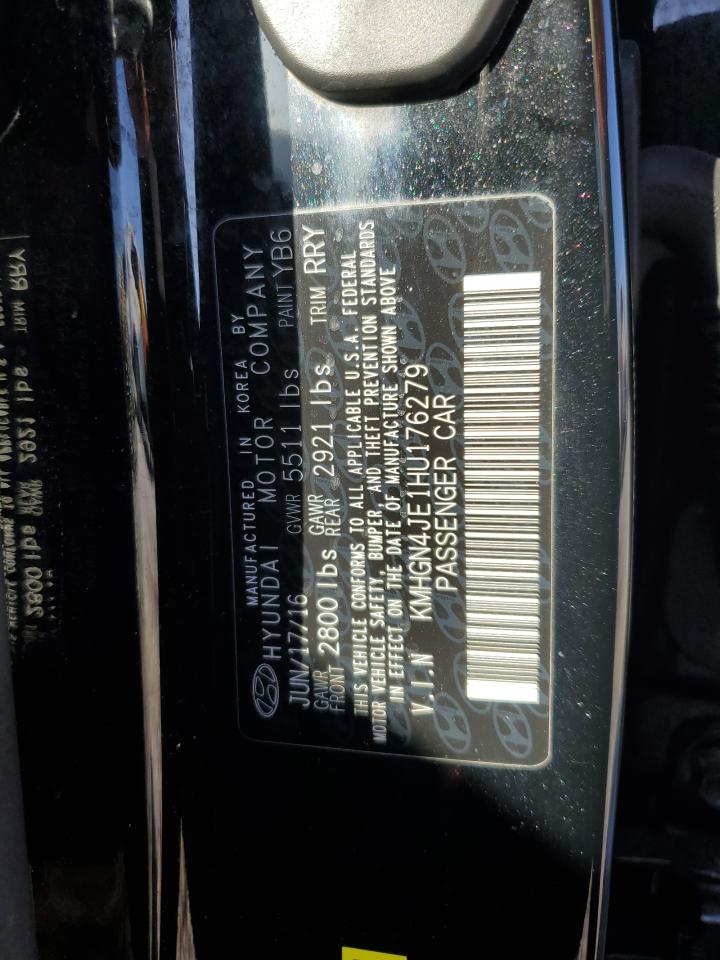 MANUFACTURED IN KOREA BY
HYUNDAI MOTOR COMPANY
JUN/17/16 GVWR 5511 lbs PAINT YB6
GAWR FRONT 2800 lbs GAWR REAR 2921 lbs TRIM RRY
THIS VEHICLE CONFORMS TO ALL APPLICABLE U.S.A. FEDERAL
MOTOR VEHICLE SAFETY, BUMPER, AND THEFT PREVENTION STANDARDS
IN EFFECT ON THE DATE OF MANUFACTURE SHOWN ABOVE
V.I.N KMHGN4JE1HU176279
PASSENGER CAR